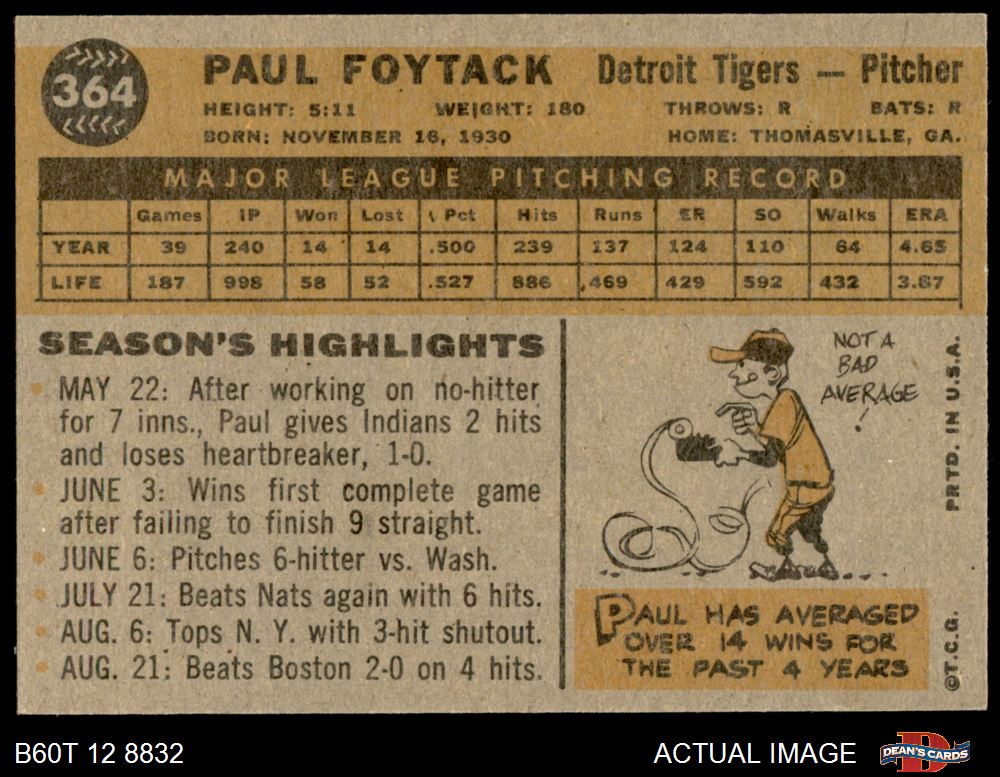 364
PAUL FOYTACK Detroit Tigers — Pitcher
HEIGHT: 5:11 WEIGHT: 180 THROWS: R BATS: R
BORN: NOVEMBER 16, 1930 HOME: THOMASVILLE, GA.
MAJOR LEAGUE PITCHING RECORD
Games IP Won Lost Pct Hits Runs ER SO Walks ERA
YEAR 39 240 14 14 .500 239 137 124 110 64 4.65
LIFE 187 998 58 52 .527 886 469 429 592 432 3.87
SEASON'S HIGHLIGHTS
MAY 22: After working on no-hitter
for 7 inns., Paul gives Indians 2 hits
and loses heartbreaker, 1-0.
JUNE 3: Wins first complete game
after failing to finish 9 straight.
JUNE 6: Pitches 6-hitter vs. Wash.
JULY 21: Beats Nats again with 6 hits.
AUG. 6: Tops N. Y. with 3-hit shutout.
AUG. 21: Beats Boston 2-0 on 4 hits.
NOT A
BAD
AVERAGE
!
PAUL HAS AVERAGED
OVER 14 WINS FOR
THE PAST 4 YEARS
©T.C.G. PRTD. IN U.S.A.
B60T 12 8832 ACTUAL IMAGE
D
DEAN'S CARDS